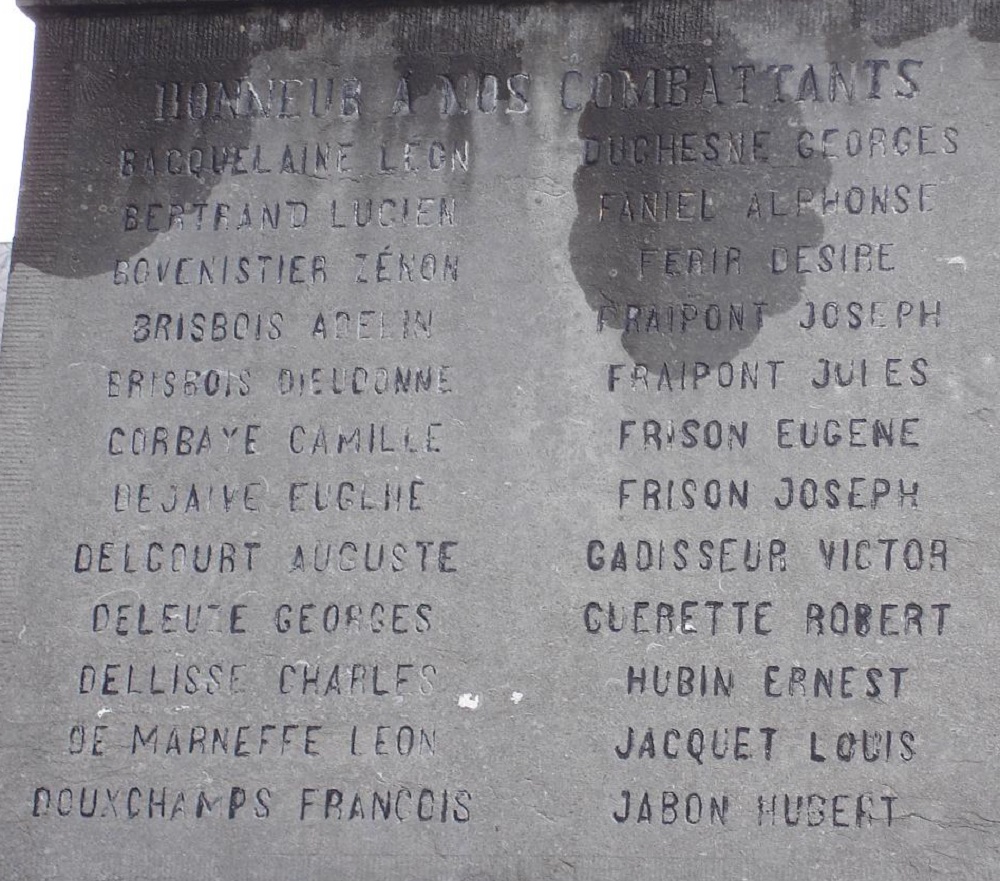 HONNEUR A NOS COMBATTANTS
BACQUELAINE LEON
BERTRAND LUCIEN
BOVENISTIER ZÉNON
BRISBOIS ADELIN
BRISBOIS DIEUDONNE
CORBAYE CAMILLE
DEJAIVE EUGENE
DELCOURT AUGUSTE
DELEUZE GEORGES
DELLISSE CHARLES
DE MARNEFFE LEON
DOUXCHAMPS FRANCOIS
DUCHESNE GEORGES
FANIEL ALPHONSE
FERIR DESIRE
FRAIPONT JOSEPH
FRAIPONT JULES
FRISON EUGENE
FRISON JOSEPH
GADISSEUR VICTOR
GUERETTE ROBERT
HUBIN ERNEST
JACQUET LOUIS
JABON HUBERT